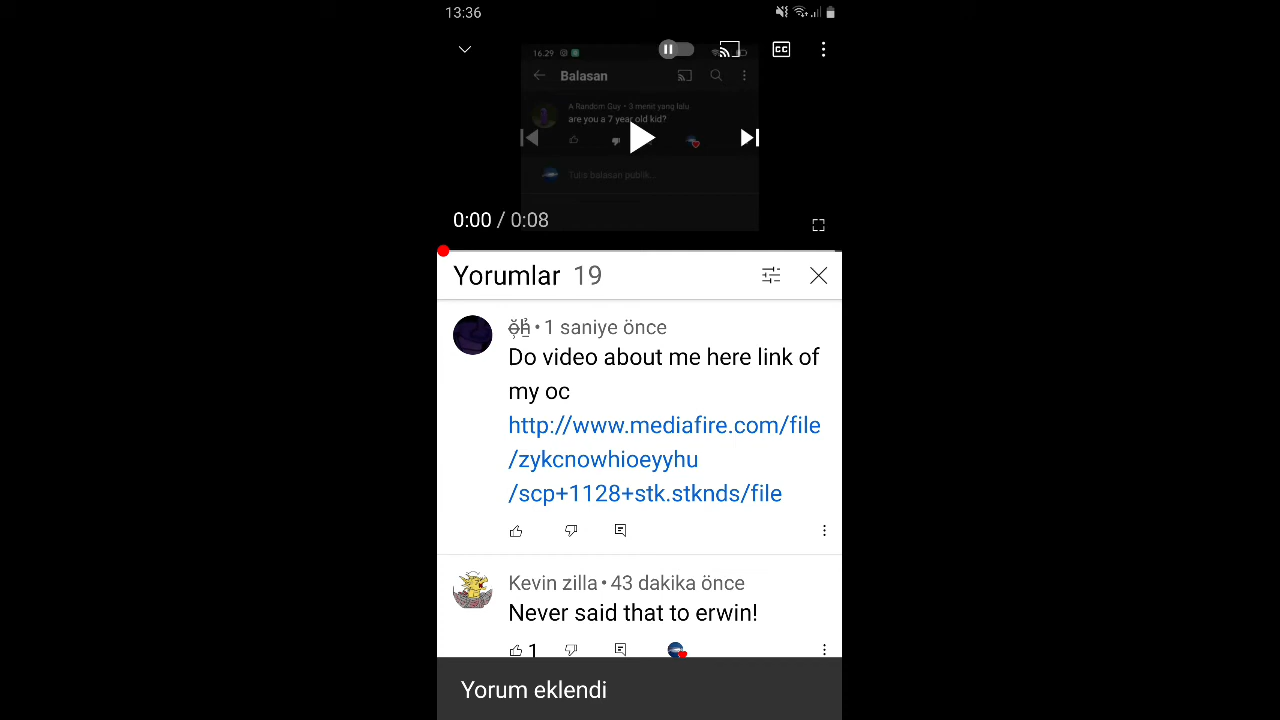 13:36
16.29
Balasan
A Random Guy • 3 menit yang lalu
are you a 7 year old kid?
Tulis balasan publik...
0:00 / 0:08
Yorumlar 19
• 1 saniye önce
Do video about me here link of
my oc
http://www.mediafire.com/file
/zykcnowhioeyyhu
/scp+1128+stk.stknds/file
Kevin zilla • 43 dakika önce
Never said that to erwin!
1
Yorum eklendi